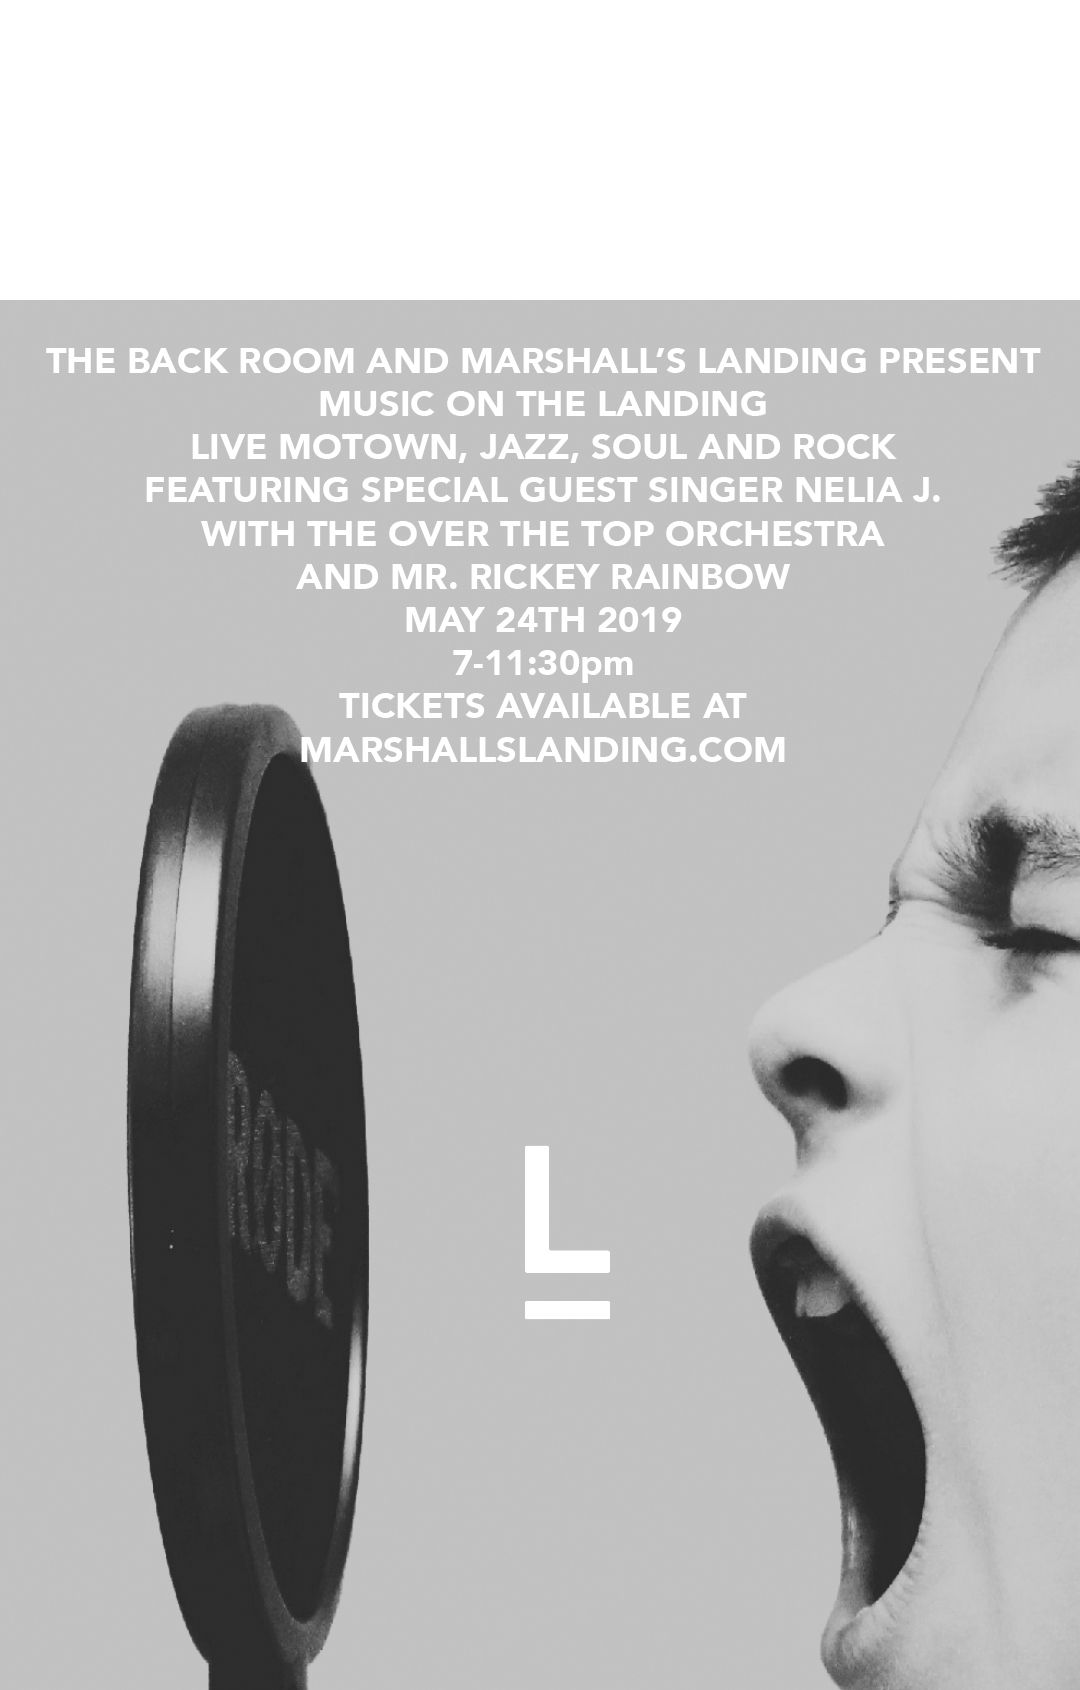 THE BACK ROOM AND MARSHALL’S LANDING PRESENT
MUSIC ON THE LANDING
LIVE MOTOWN, JAZZ, SOUL AND ROCK
FEATURING SPECIAL GUEST SINGER NELIA J.
WITH THE OVER THE TOP ORCHESTRA
AND MR. RICKEY RAINBOW
MAY 24TH 2019
7-11:30pm
TICKETS AVAILABLE AT
MARSHALLSLANDING.COM
RØDE
L